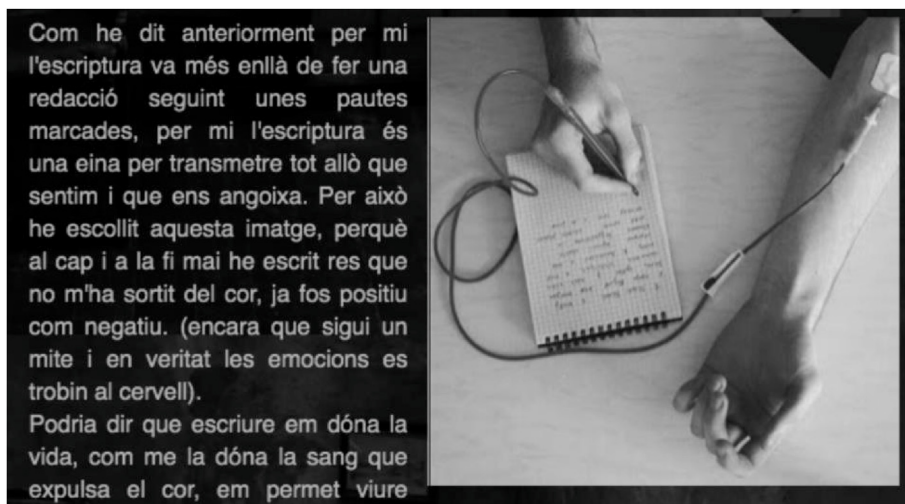 Com he dit anteriorment per mi
l'escriptura va més enllà de fer una
redacció seguint unes pautes
marcades, per mi l'escriptura és
una eina per transmetre tot allò que
sentim i que ens angoixa. Per això
he escollit aquesta imatge, perquè
al cap i a la fi mai he escrit res que
no m'ha sortit del cor, ja fos positiu
com negatiu. (encara que sigui un
mite i en veritat les emocions es
trobin al cervell).
Podria dir que escriure em dóna la
vida, com me la dóna la sang que
expulsa el cor, em permet viure